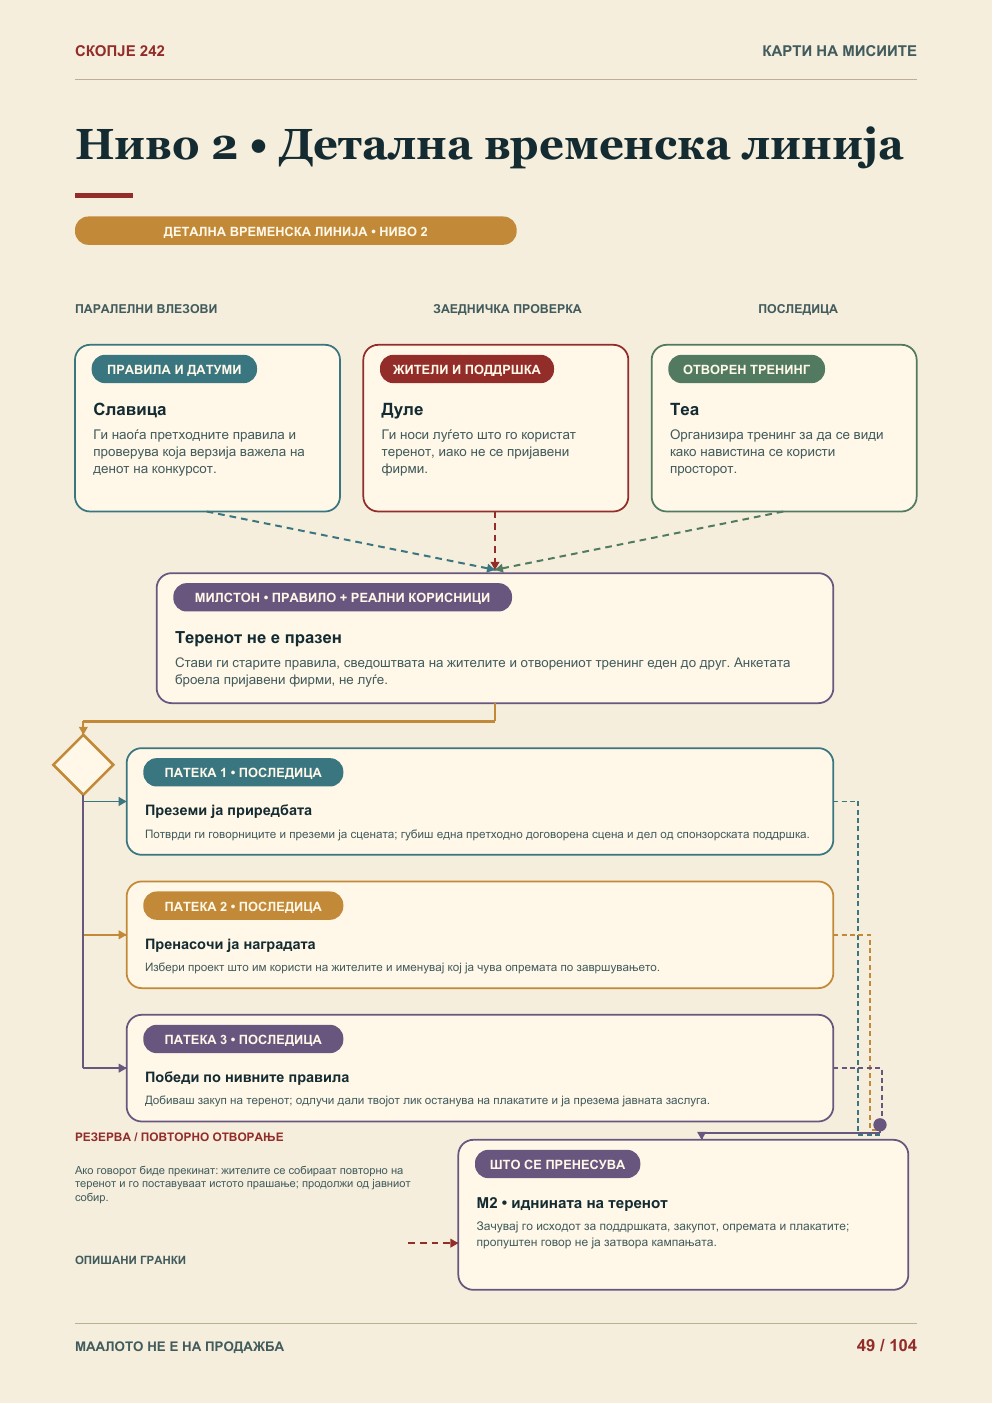 СКОПЈЕ 242
КАРТИ НА МИСИИТЕ
Ниво 2 • Детална временска линија
ДЕТАЛНА ВРЕМЕНСКА ЛИНИЈА • НИВО 2
ПАРАЛЕЛНИ ВЛЕЗОВИ
ЗАЕДНИЧКА ПРОВЕРКА
ПОСЛЕДИЦА
ПРАВИЛА И ДАТУМИ
Славица
Ги наоѓа претходните правила и
проверува која верзија важела на
денот на конкурсот.
ЖИТЕЛИ И ПОДДРШКА
Дуле
Ги носи луѓето што го користат
теренот, иако не се пријавени
фирми.
ОТВОРЕН ТРЕНИНГ
Теа
Организира тренинг за да се види
како навистина се користи
просторот.
МИЛСТОН • ПРАВИЛО + РЕАЛНИ КОРИСНИЦИ
Теренот не е празен
Стави ги старите правила, сведоштвата на жителите и отворениот тренинг еден до друг. Анкетата
броела пријавени фирми, не луѓе.
ПАТЕКА 1 • ПОСЛЕДИЦА
Преземи ја приредбата
Потврди ги говорниците и преземи ја сцената; губиш една претходно договорена сцена и дел од спонзорската поддршка.
ПАТЕКА 2 • ПОСЛЕДИЦА
Пренасочи ја наградата
Избери проект што им користи на жителите и именувај кој ја чува опремата по завршувањето.
ПАТЕКА 3 • ПОСЛЕДИЦА
Победи по нивните правила
Добиваш закуп на теренот; одлучи дали твојот лик останува на плакатите и ја презема јавната заслуга.
РЕЗЕРВА / ПОВТОРНО ОТВОРАЊЕ
Ако говорот биде прекинат: жителите се собираат повторно на
теренот и го поставуваат истото прашање; продолжи од јавниот
собир.
ОПИШАНИ ГРАНКИ
ШТО СЕ ПРЕНЕСУВА
М2 • иднината на теренот
Зачувај го исходот за поддршката, закупот, опремата и плакатите;
пропуштен говор не ја затвора кампањата.
МААЛОТО НЕ Е НА ПРОДАЖБА
49 / 104